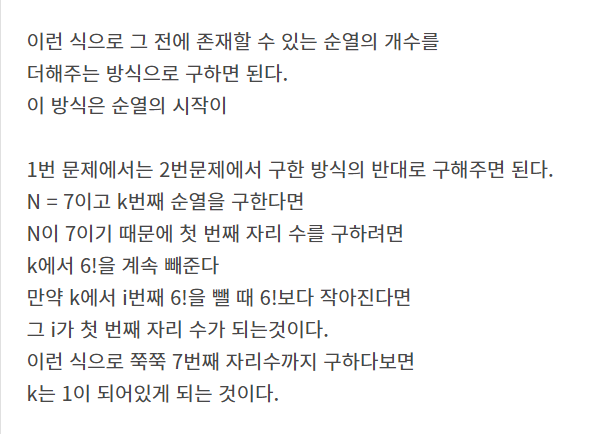 이런 식으로 그 전에 존재할 수 있는 순열의 개수를
더해주는 방식으로 구하면 된다.
이 방식은 순열의 시작이
1번 문제에서는 2번문제에서 구한 방식의 반대로 구해주면 된다.
N = 7이고 k번째 순열을 구한다면
N이 7이기 때문에 첫 번째 자리 수를 구하려면
k에서 6!을 계속 빼준다
만약 k에서 i번째 6!을 뺄 때 6!보다 작아진다면
그 i가 첫 번째 자리 수가 되는것이다.
이런 식으로 쭉쭉 7번째 자리수까지 구하다보면
k는 1이 되어있게 되는 것이다.